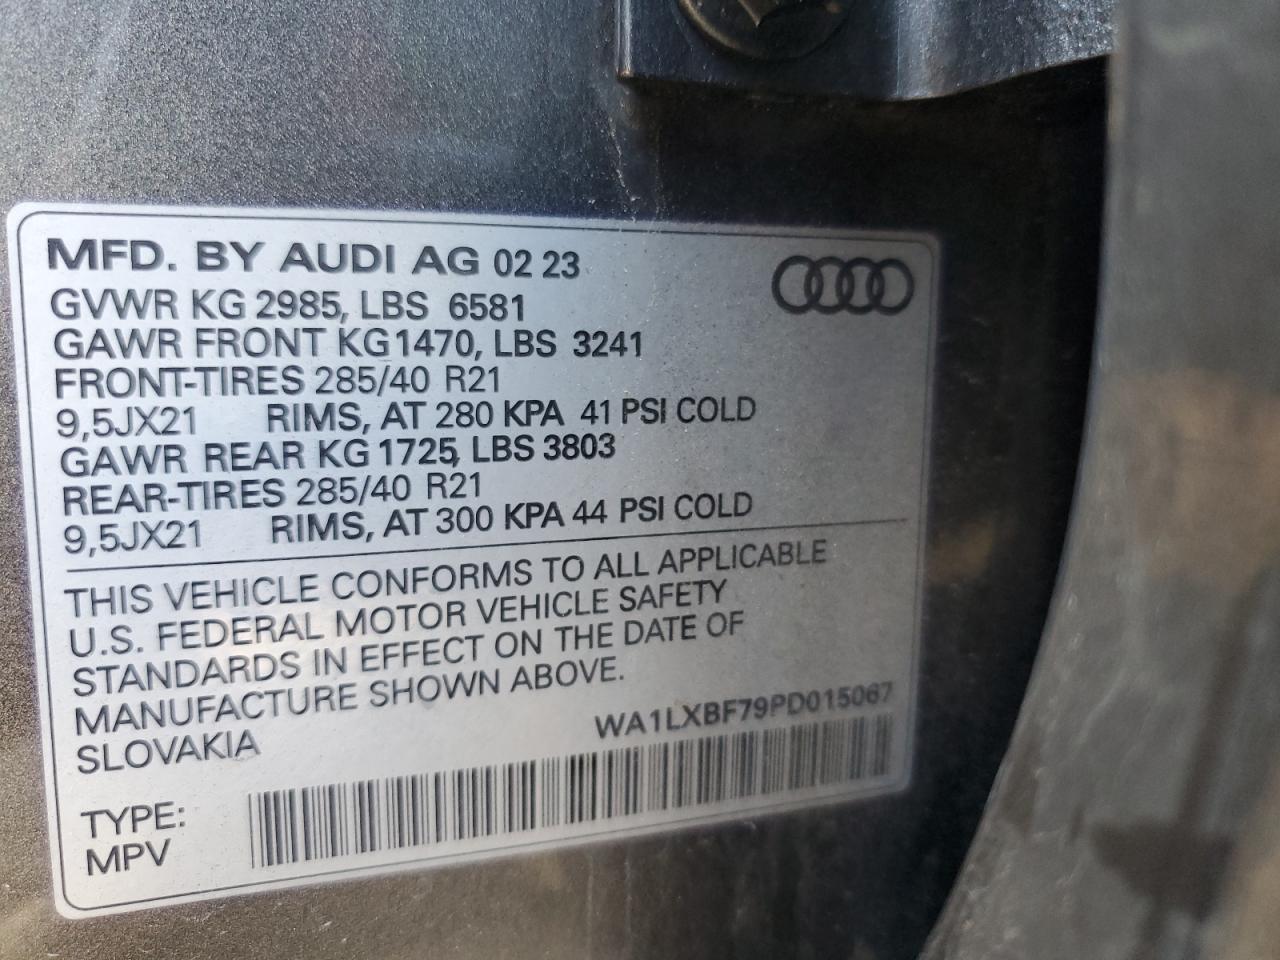 MFD. BY AUDI AG 02 23
GVWR KG 2985, LBS 6581
GAWR FRONT KG 1470, LBS 3241
FRONT-TIRES 285/40 R21
9,5JX21 RIMS, AT 280 KPA 41 PSI COLD
GAWR REAR KG 1725, LBS 3803
REAR-TIRES 285/40 R21
9,5JX21 RIMS, AT 300 KPA 44 PSI COLD
THIS VEHICLE CONFORMS TO ALL APPLICABLE
U.S. FEDERAL MOTOR VEHICLE SAFETY
STANDARDS IN EFFECT ON THE DATE OF
MANUFACTURE SHOWN ABOVE.
SLOVAKIA WA1LXBF79PD015067
TYPE:
MPV